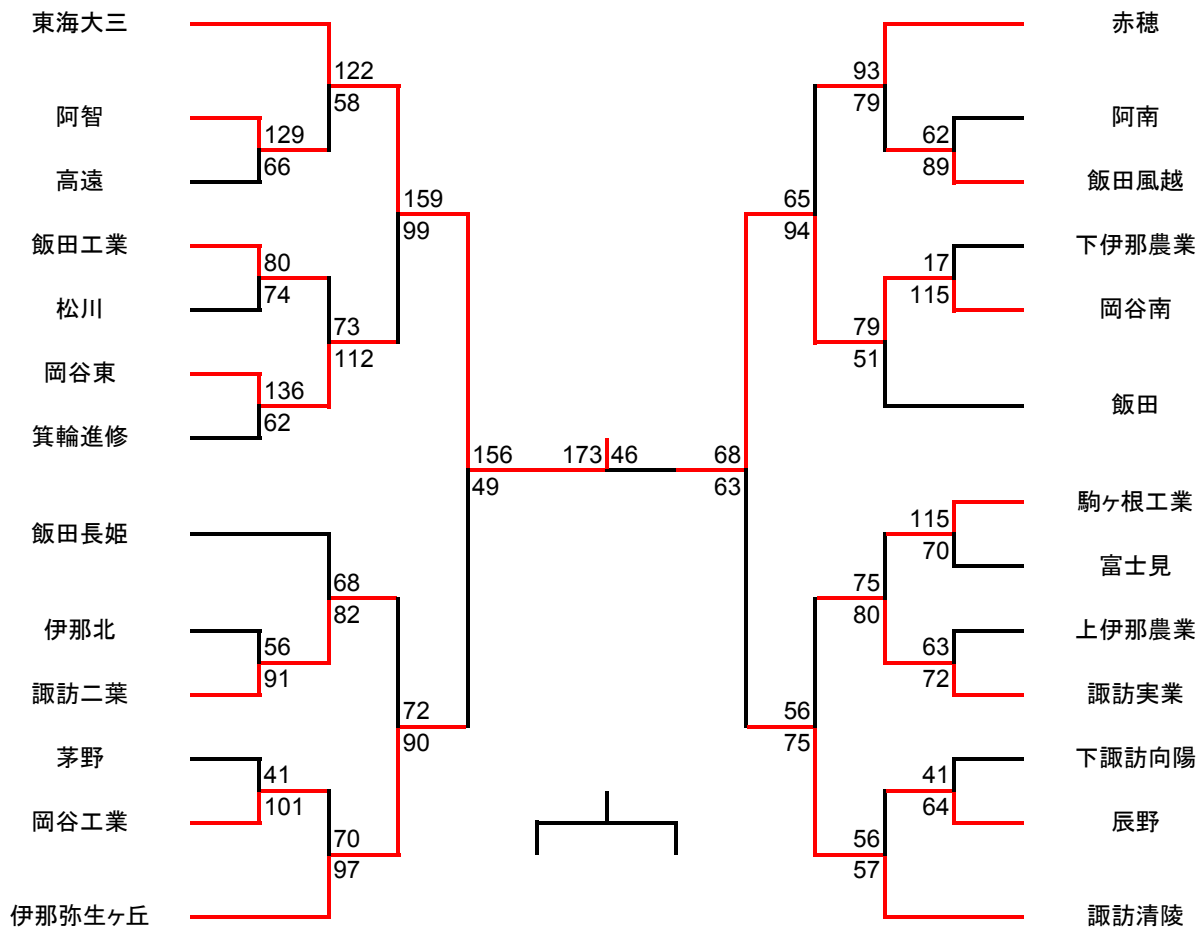 東海大三
阿智
高遠
飯田工業
松川
岡谷東
箕輪進修
飯田長姫
伊那北
諏訪二葉
茅野
岡谷工業
伊那弥生ヶ丘
129
66
80
74
136
62
56
91
41
101
122
58
73
112
68
82
70
97
159
99
72
90
156
49
173 46
68
63
65
94
56
75
93
79
79
51
75
80
56
57
62
89
17
115
115
70
63
72
41
64
赤穂
阿南
飯田風越
下伊那農業
岡谷南
飯田
駒ヶ根工業
富士見
上伊那農業
諏訪実業
下諏訪向陽
辰野
諏訪清陵